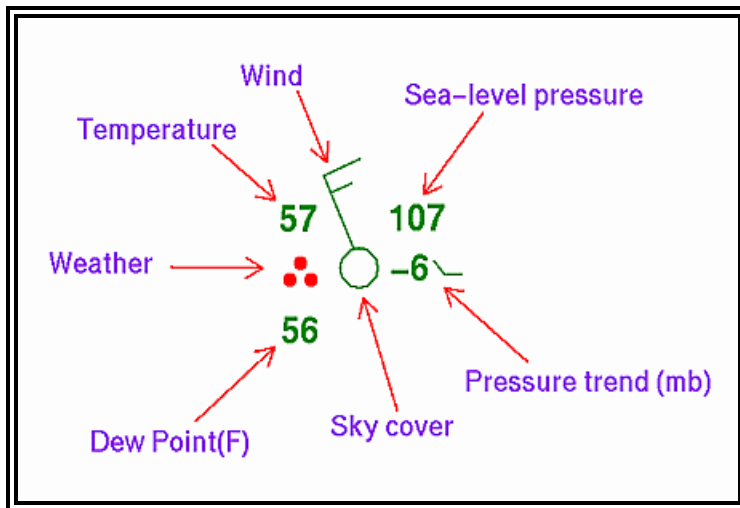 Wind
Sea-level pressure
Temperature
57
107
Weather
-6
56
Pressure trend (mb)
Sky cover
Dew Point(F)